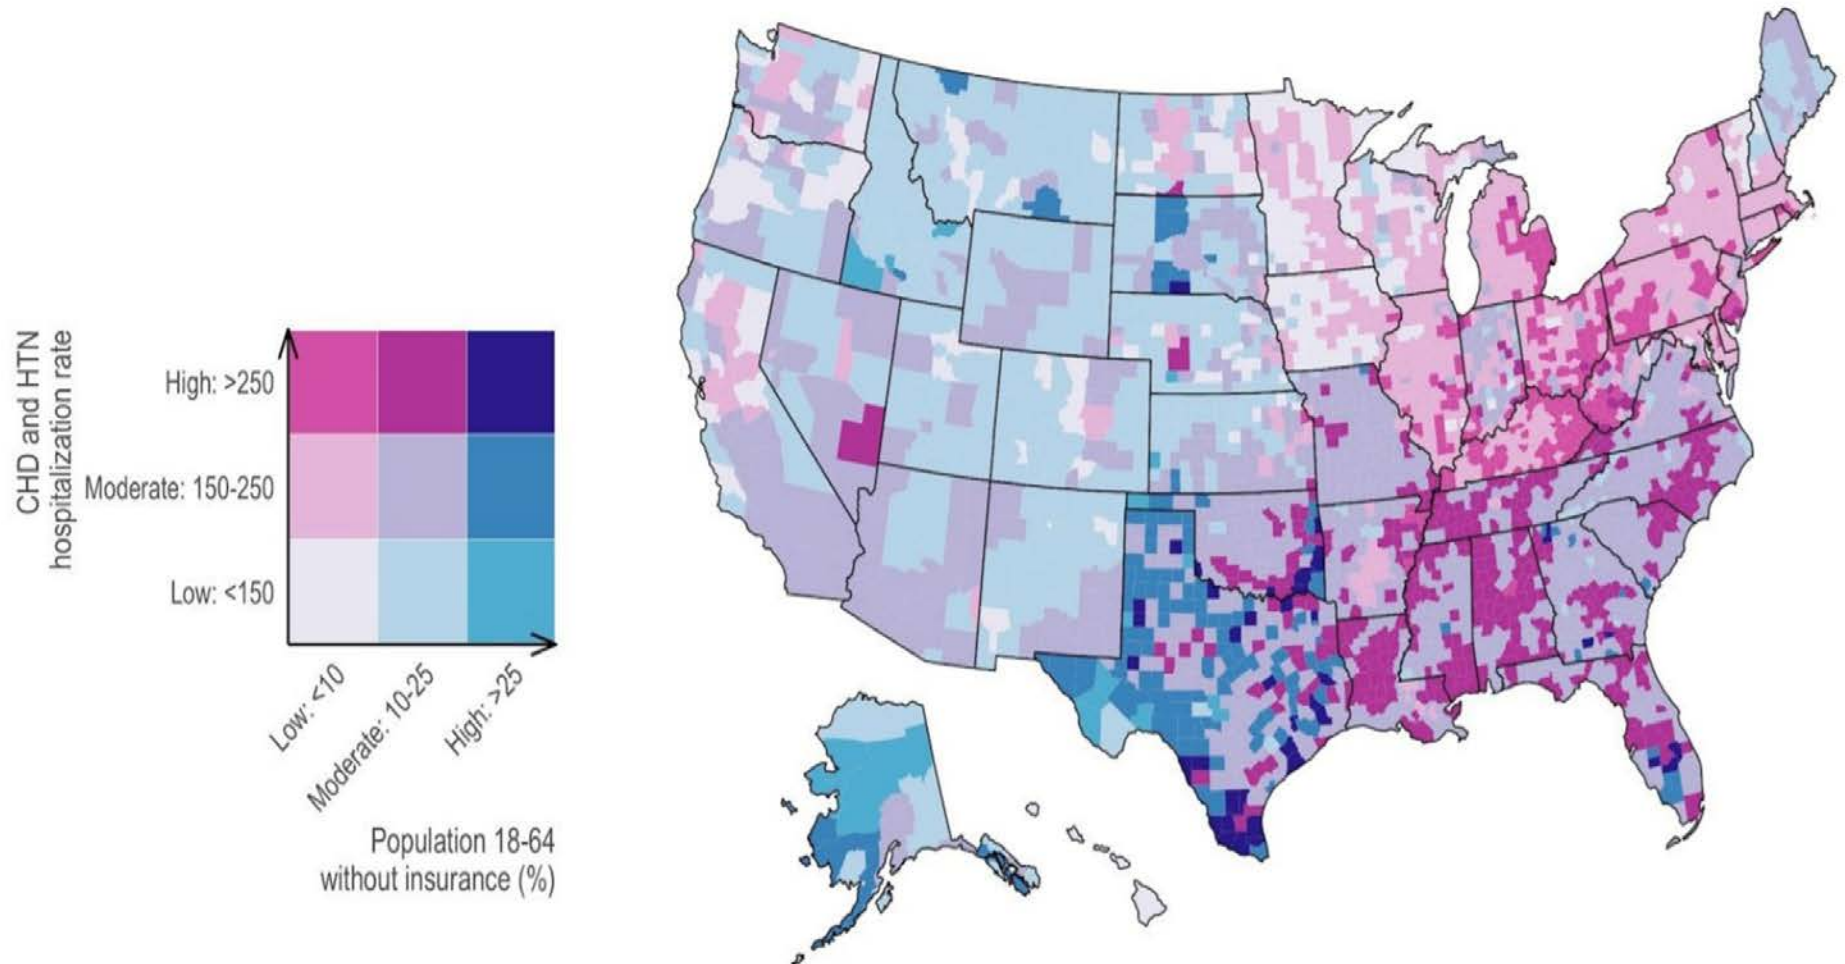 CHD and HTN
hospitalization rate
High: >250
Moderate: 150-250
Low: <150
Low: <10
Moderate: 10-25
High: >25
Population 18-64
without insurance (%)